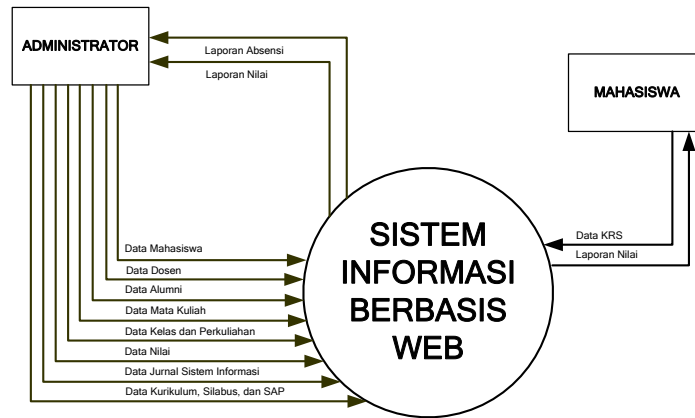 ADMINISTRATOR
Laporan Absensi
Laporan Nilai
MAHASISWA
SISTEM
INFORMASI
BERBASIS
WEB
Data KRS
Laporan Nilai
Data Mahasiswa
Data Dosen
Data Alumni
Data Mata Kuliah
Data Kelas dan Perkuliahan
Data Nilai
Data Jurnal Sistem Informasi
Data Kurikulum, Silabus, dan SAP